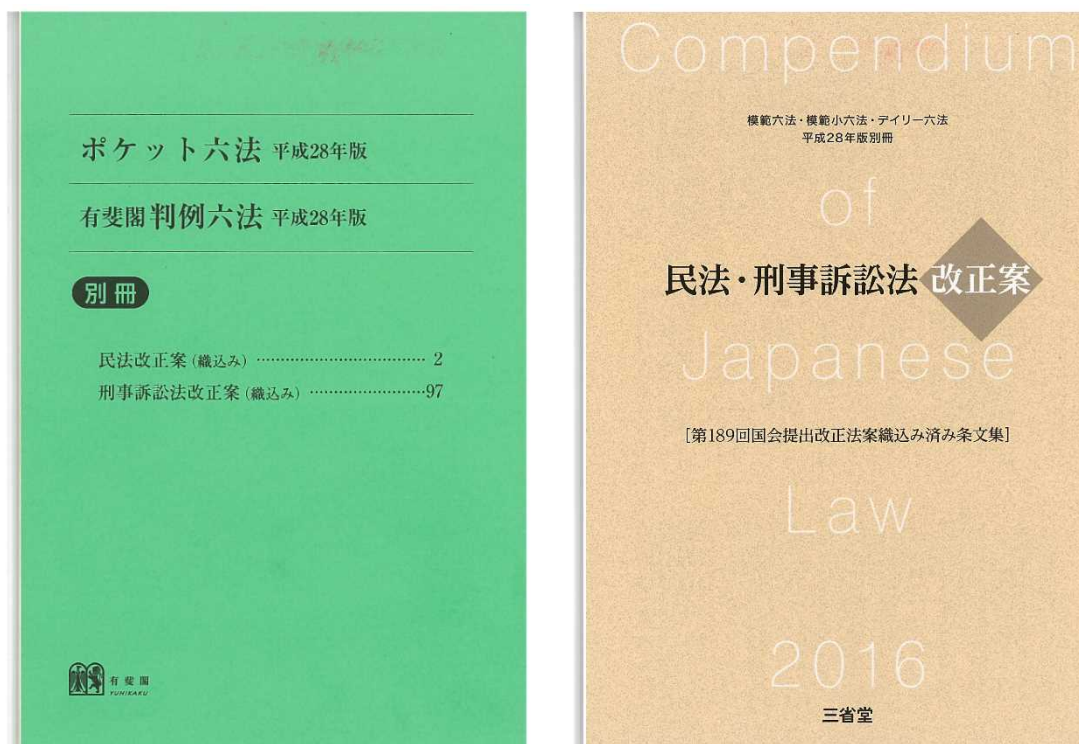 ポケット六法 平成28年版
有斐閣判例六法 平成28年版
別冊
民法改正案(織込み) …………………………… 2
刑事訴訟法改正案(織込み) ……………………97
有斐閣
YUHIKAKU
Compendium
模範六法・模範小六法・デイリー六法
平成28年版別冊
of
民法・刑事訴訟法 改正案
Japanese
[第189回国会提出改正法案織込み済み条文集]
Law
2016
三省堂